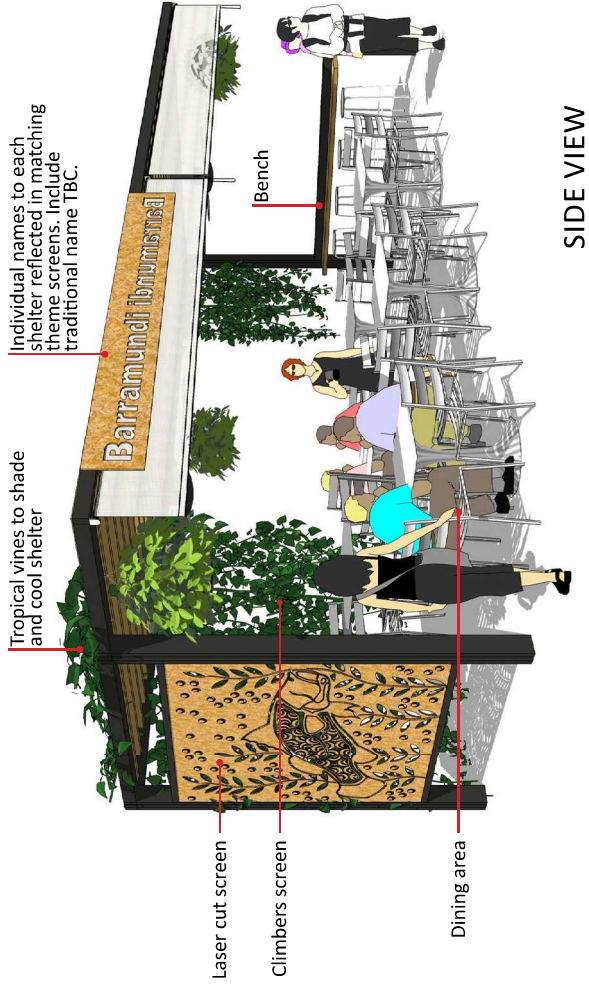 Tropical vines to shade
and cool shelter
Individual names to each
shelter reflected in matching
theme screens. Include
traditional name TBC.
Barramundi
Laser cut screen
Bench
Climbers screen
Dining area
SIDE VIEW